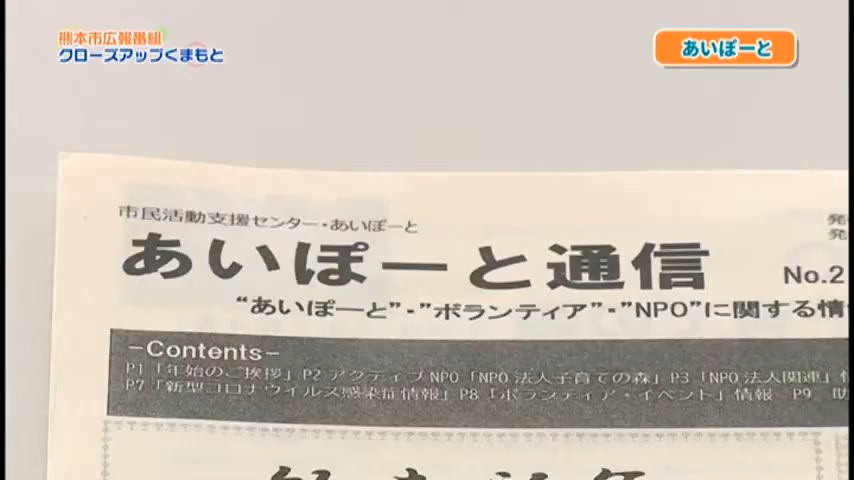 熊本市広報番組
クローズアップくまもと
あいぽーと
市民活動支援センター・あいぽーと
あいぽーと通信
No.2
“あいぽーと”・”ボランティア”・”NPO”に関する情
−Contents−
P1「年始のご挨拶」P2 アクティブNPO「NPO 法人子育ての森」P3「NPO 法人関連」
P7「新型コロナウイルス感染症情報」P8「ボランティア・イベント」情報 P9